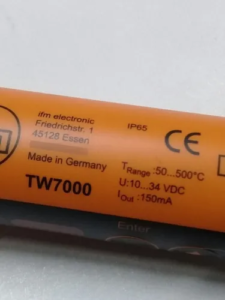 ifm electronic
Friedrichstr. 1
45128 Essen
IP65
CE
Made in Germany
TW7000
TRange: 50...500°C
U: 10...34 VDC
IOut: 150mA
Enter